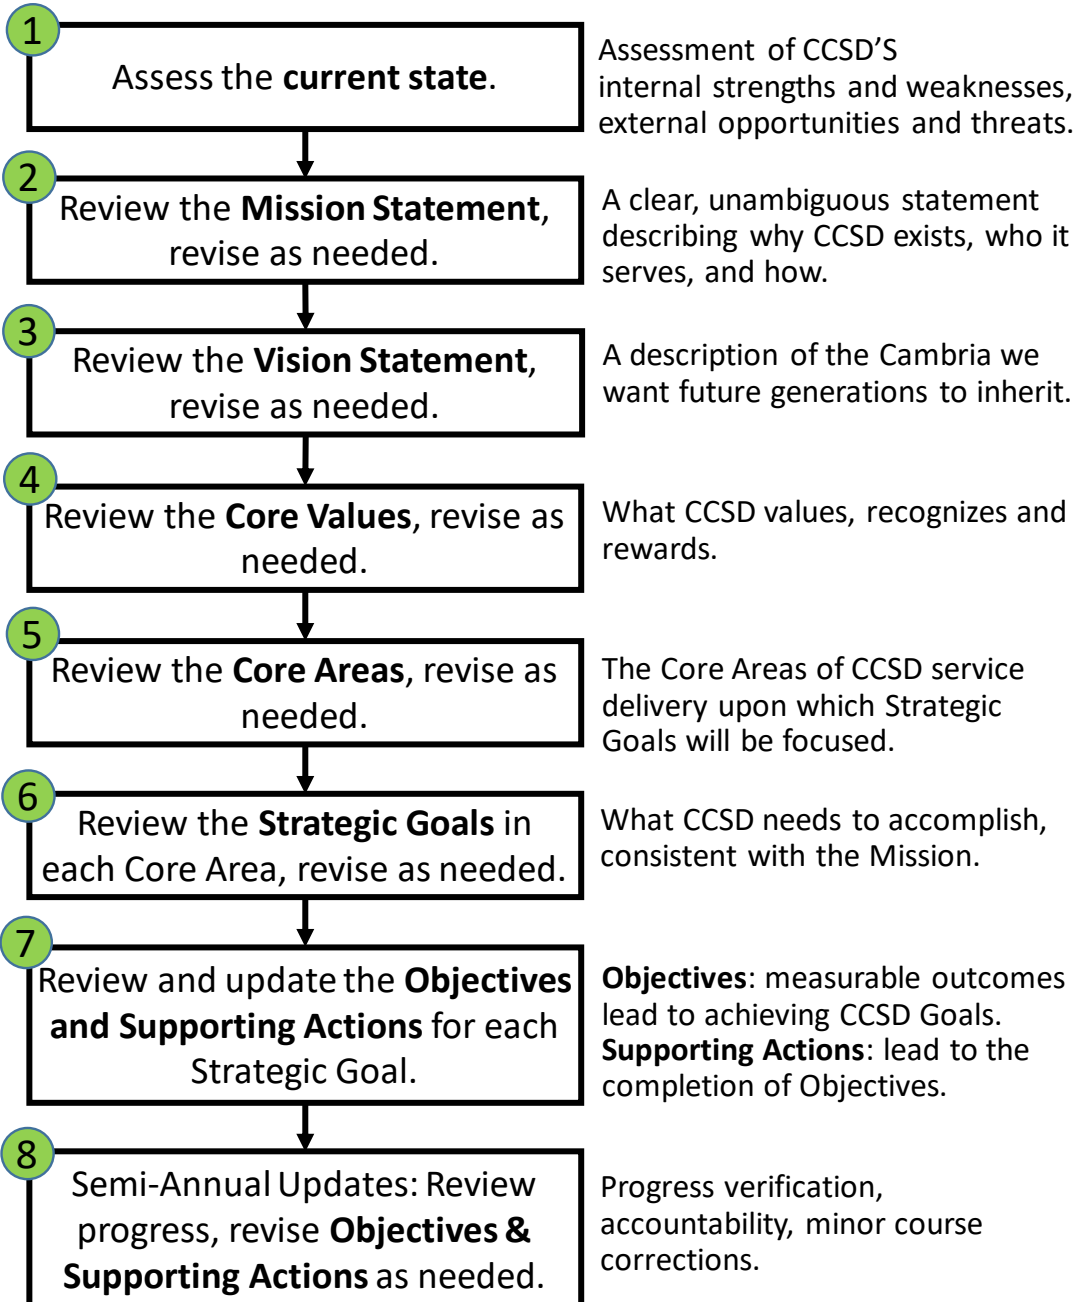 1
Assess the current state.
Assessment of CCSD’S
internal strengths and weaknesses,
external opportunities and threats.
2
Review the Mission Statement,
revise as needed.
A clear, unambiguous statement
describing why CCSD exists, who it
serves, and how.
3
Review the Vision Statement,
revise as needed.
A description of the Cambria we
want future generations to inherit.
4
Review the Core Values, revise as
needed.
What CCSD values, recognizes and
rewards.
5
Review the Core Areas, revise as
needed.
The Core Areas of CCSD service
delivery upon which Strategic
Goals will be focused.
6
Review the Strategic Goals in
each Core Area, revise as needed.
What CCSD needs to accomplish,
consistent with the Mission.
7
Review and update the Objectives
and Supporting Actions for each
Strategic Goal.
Objectives: measurable outcomes
lead to achieving CCSD Goals.
Supporting Actions: lead to the
completion of Objectives.
8
Semi-Annual Updates: Review
progress, revise Objectives &
Supporting Actions as needed.
Progress verification,
accountability, minor course
corrections.